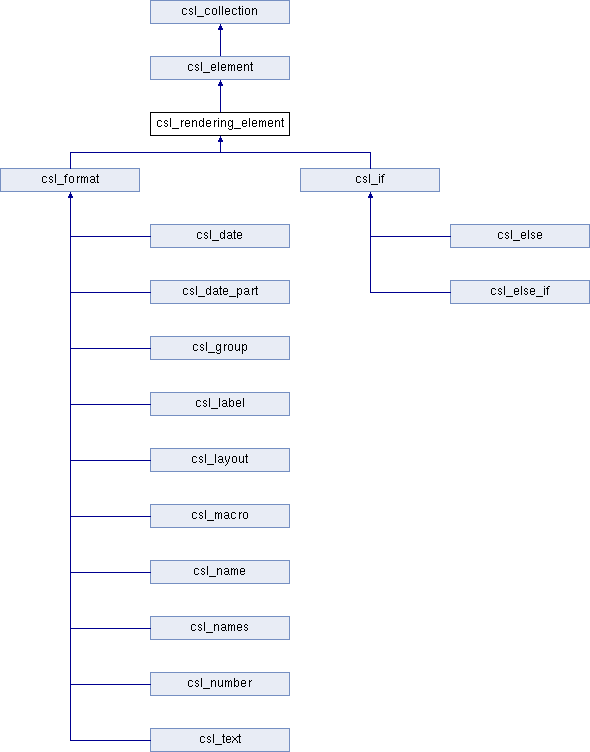 csl_collection
csl_element
csl_rendering_element
csl_format
csl_if
csl_date
csl_else
csl_date_part
csl_else_if
csl_group
csl_label
csl_layout
csl_macro
csl_name
csl_names
csl_number
csl_text